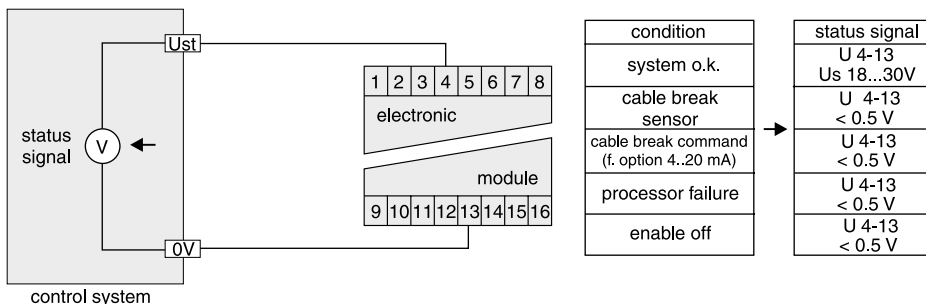 Ust
1 2 3 4 5 6 7 8
electronic
status
signal
V
module
9 10 11 12 13 14 15 16
0V
control system
condition
system o.k.
cable break
sensor
cable break command
(f. option 4..20 mA)
processor failure
enable off
status signal
U 4-13
Us 18...30V
U 4-13
< 0.5 V
U 4-13
< 0.5 V
U 4-13
< 0.5 V
U 4-13
< 0.5 V